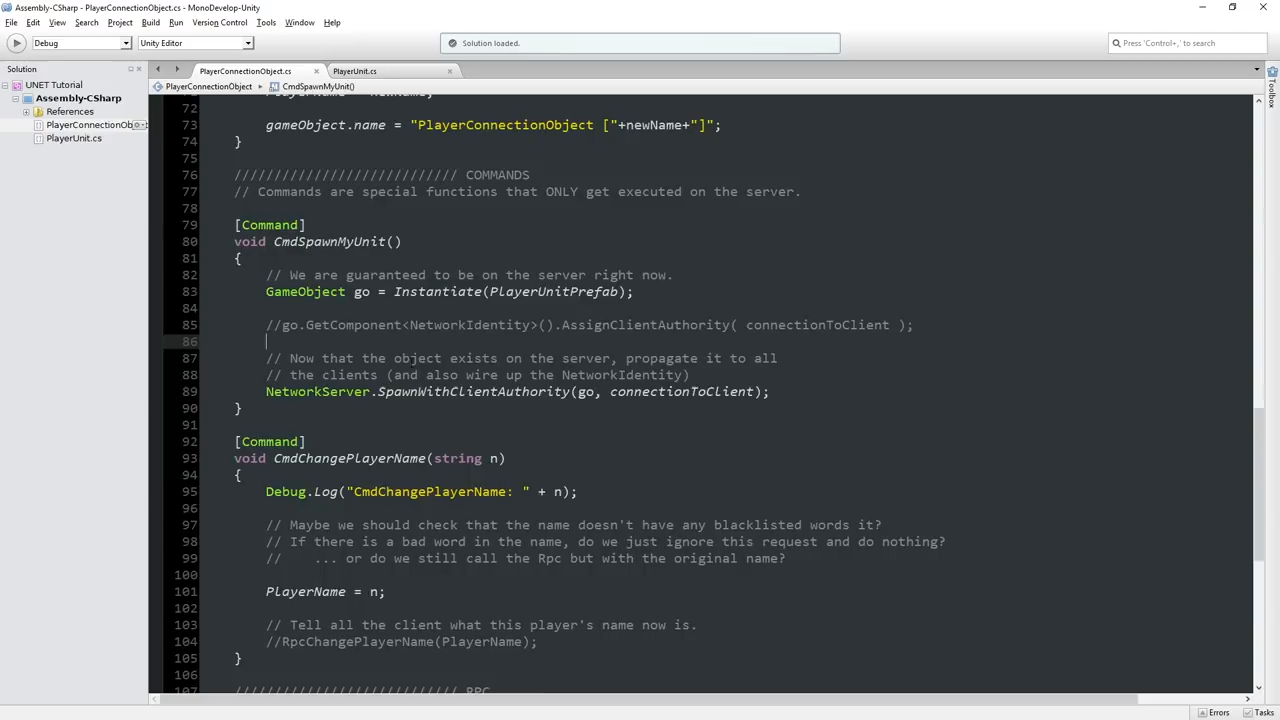 Assembly-CSharp - PlayerConnectionObject.cs - MonoDevelop-Unity
File Edit View Search Project Build Run Version Control Tools Window Help
Debug Unity Editor Solution loaded. Press 'Control+,' to search
Solution
PlayerConnectionObject.cs PlayerUnit.cs
UNET Tutorial
Assembly-CSharp
References
PlayerConnectionOb
PlayerUnit.cs
PlayerConnectionObject CmdSpawnMyUnit()
72
73 gameObject.name = "PlayerConnectionObject ["+newName+"]";
74 }
75
76 //////////////////////////// COMMANDS
77 // Commands are special functions that ONLY get executed on the server.
78
79 [Command]
80 void CmdSpawnMyUnit()
81 {
82 // We are guaranteed to be on the server right now.
83 GameObject go = Instantiate(PlayerUnitPrefab);
84
85 //go.GetComponent<NetworkIdentity>().AssignClientAuthority( connectionToClient );
86
87 // Now that the object exists on the server, propagate it to all
88 // the clients (and also wire up the NetworkIdentity)
89 NetworkServer.SpawnWithClientAuthority(go, connectionToClient);
90 }
91
92 [Command]
93 void CmdChangePlayerName(string n)
94 {
95 Debug.Log("CmdChangePlayerName: " + n);
96
97 // Maybe we should check that the name doesn't have any blacklisted words it?
98 // If there is a bad word in the name, do we just ignore this request and do nothing?
99 // ... or do we still call the Rpc but with the original name?
100
101 PlayerName = n;
102
103 // Tell all the client what this player's name now is.
104 //RpcChangePlayerName(PlayerName);
105 }
106
107 //////////////////////////// RPC
Toolbox
Errors Tasks